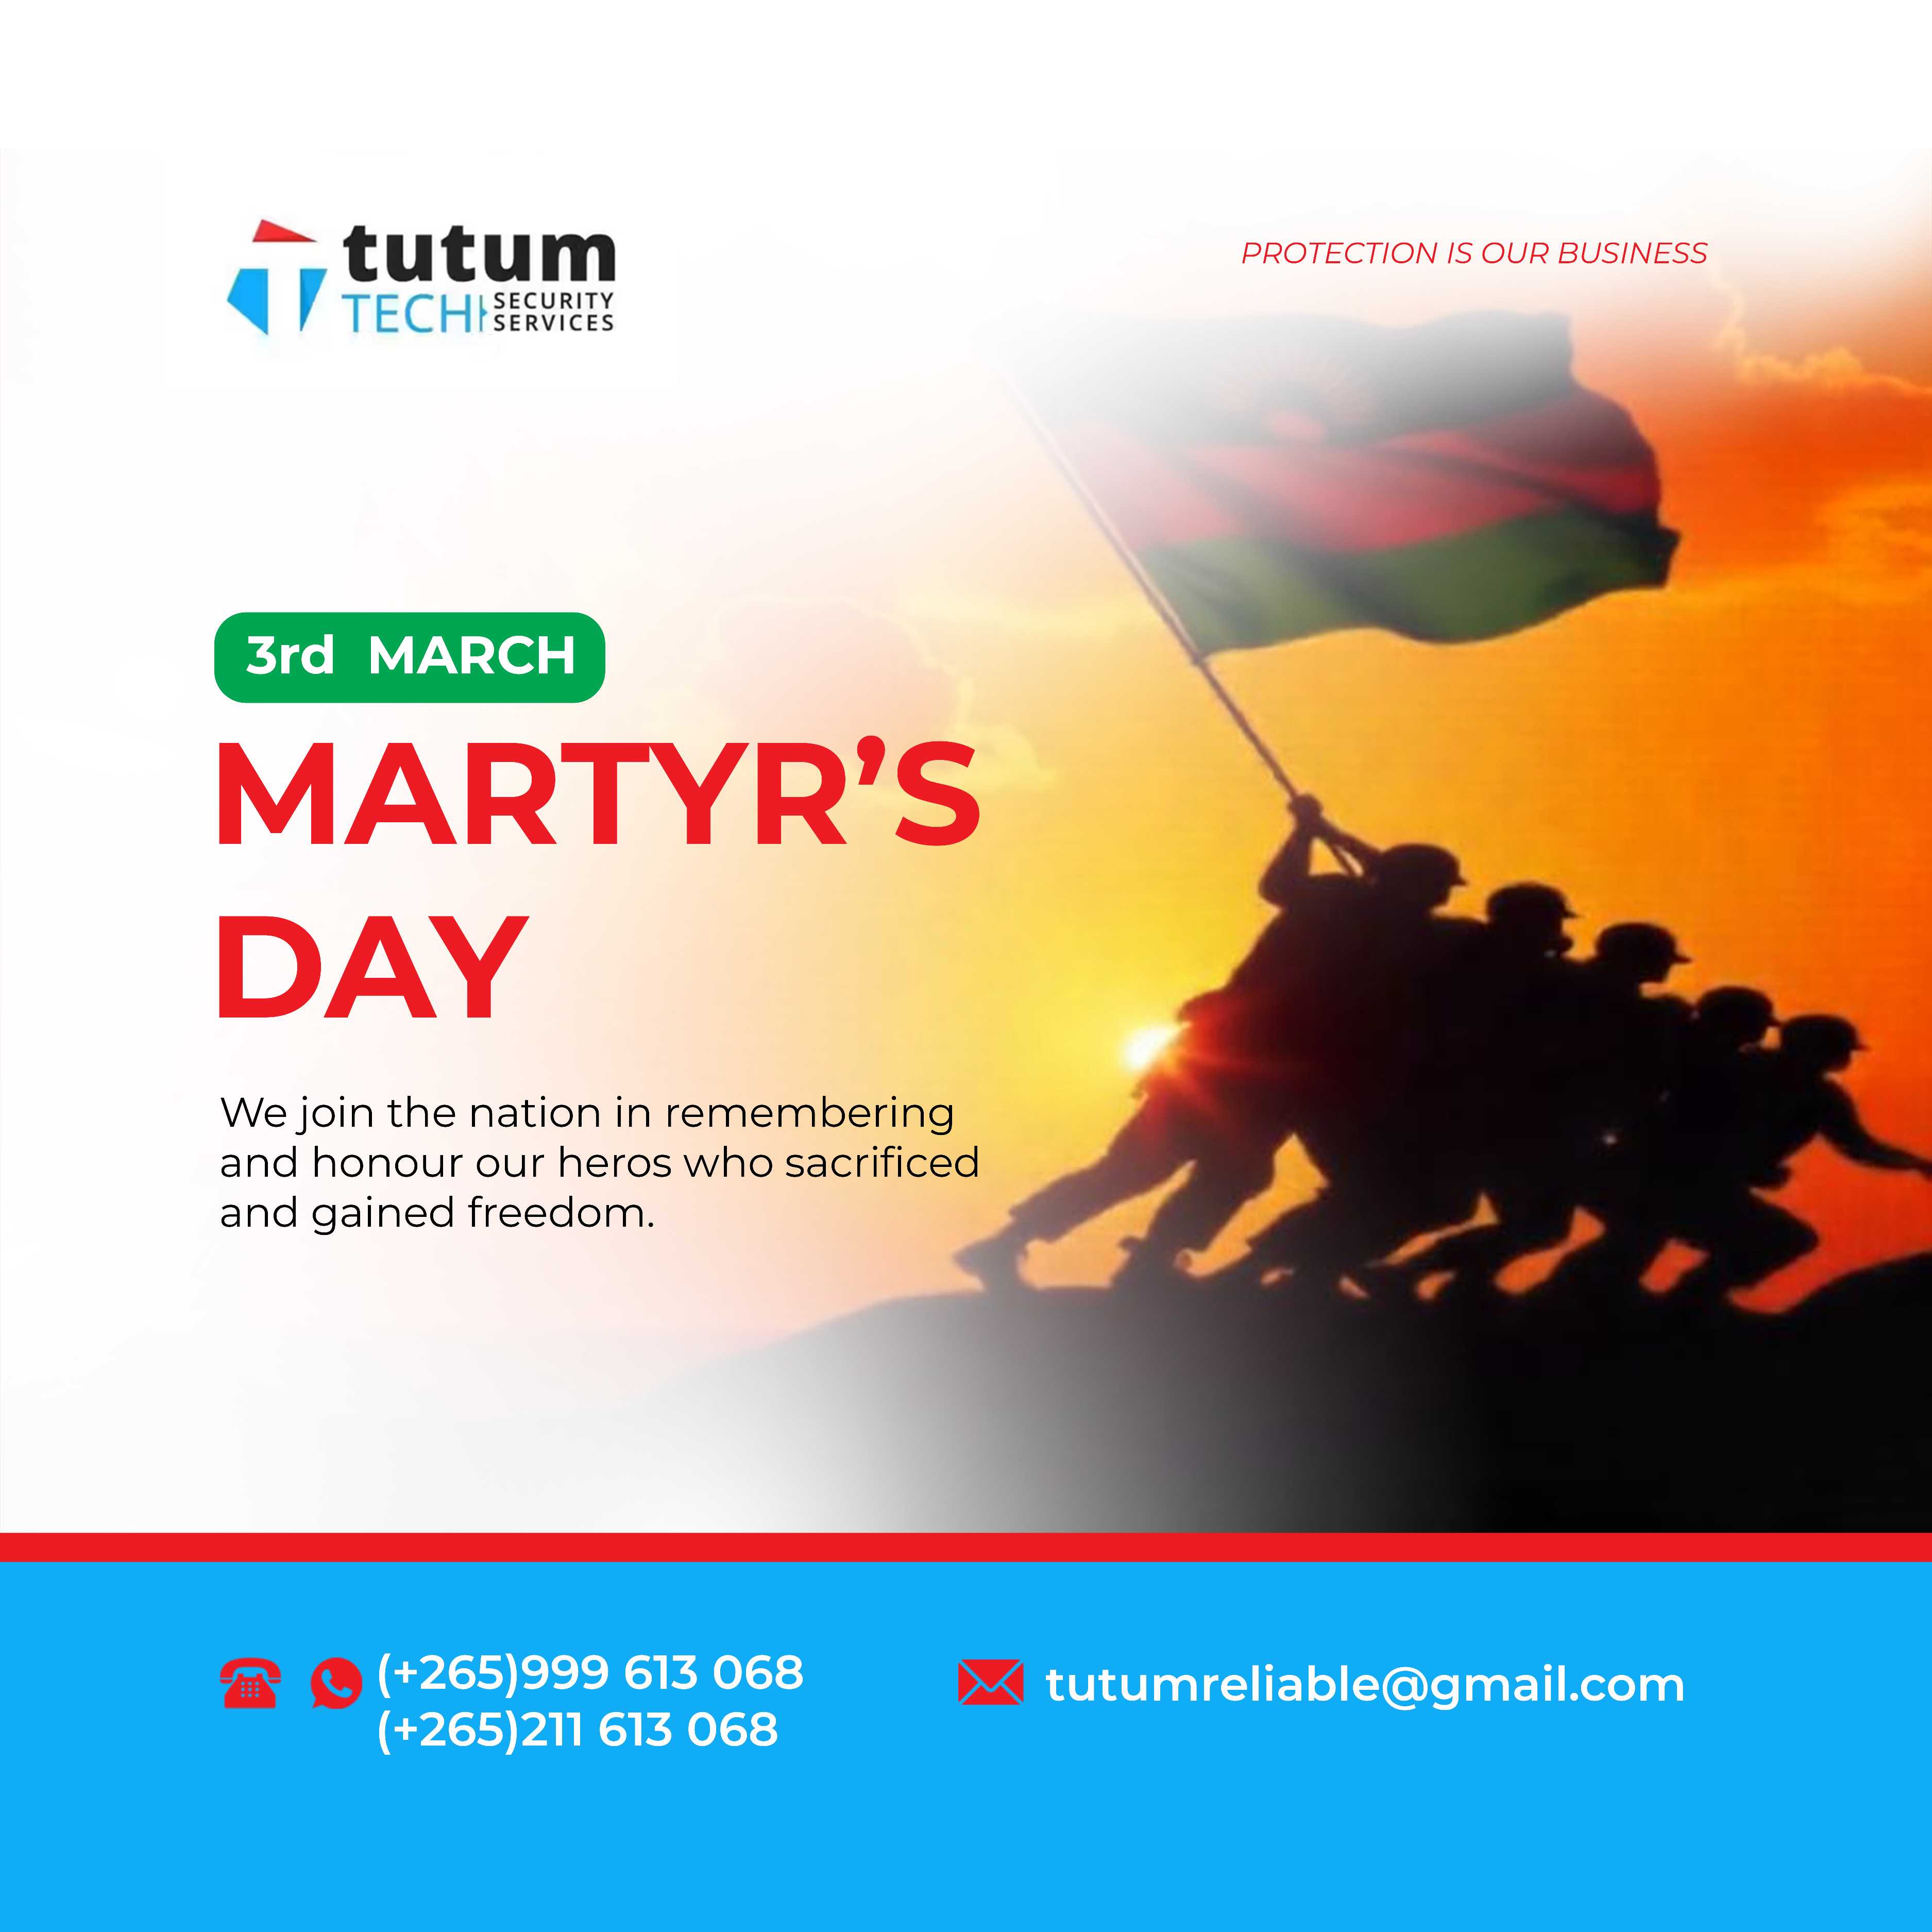 tutum
TECH SECURITY
SERVICES
PROTECTION IS OUR BUSINESS
3rd MARCH
MARTYR’S
DAY
We join the nation in remembering
and honour our heros who sacrificed
and gained freedom.
(+265)999 613 068
(+265)211 613 068
tutumreliable@gmail.com